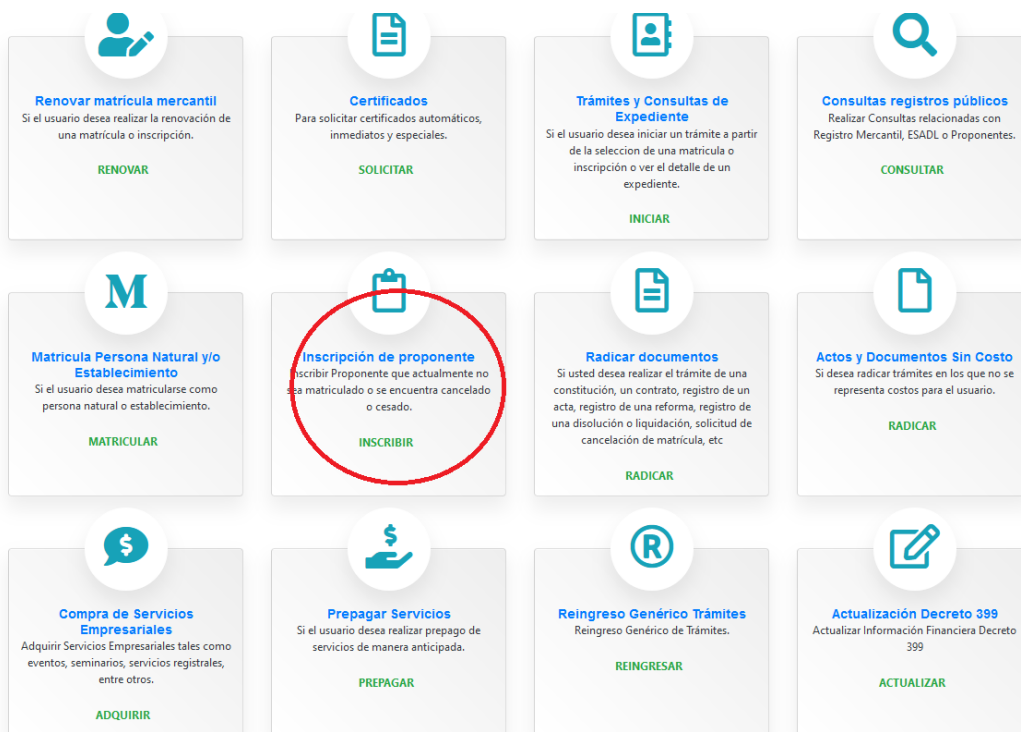 Renovar matrícula mercantil
Si el usuario desea realizar la renovación de
una matrícula o inscripción.
RENOVAR
Certificados
Para solicitar certificados automáticos,
inmediatos y especiales.
SOLICITAR
Trámites y Consultas de
Expediente
Si el usuario desea iniciar un trámite a partir
de la seleccion de una matricula o
inscripción o ver el detalle de un
expediente.
INICIAR
Consultas registros públicos
Realizar Consultas relacionadas con
Registro Mercantil, ESADL o Proponentes.
CONSULTAR
M
Matricula Persona Natural y/o
Establecimiento
Si el usuario desea matricularse como
persona natural o establecimiento.
MATRICULAR
Inscripción de proponente
Inscribir Proponente que actualmente no
sea matriculado o se encuentra cancelado
o cesado.
INSCRIBIR
Radicar documentos
Si usted desea realizar el trámite de una
constitución, un contrato, registro de un
acta, registro de una reforma, registro de
una disolución o liquidación, solicitud de
cancelación de matrícula, etc
RADICAR
Actos y Documentos Sin Costo
Si desea radicar trámites en los que no se
representa costos para el usuario.
RADICAR
$
Compra de Servicios
Empresariales
Adquirir Servicios Empresariales tales como
eventos, seminarios, servicios registrales,
entre otros.
ADQUIRIR
$
Prepagar Servicios
Si el usuario desea realizar prepago de
servicios de manera anticipada.
PREPAGAR
R
Reingreso Genérico Trámites
Reingreso Genérico de Trámites.
REINGRESAR
Actualización Decreto 399
Actualizar Información Financiera Decreto
399
ACTUALIZAR